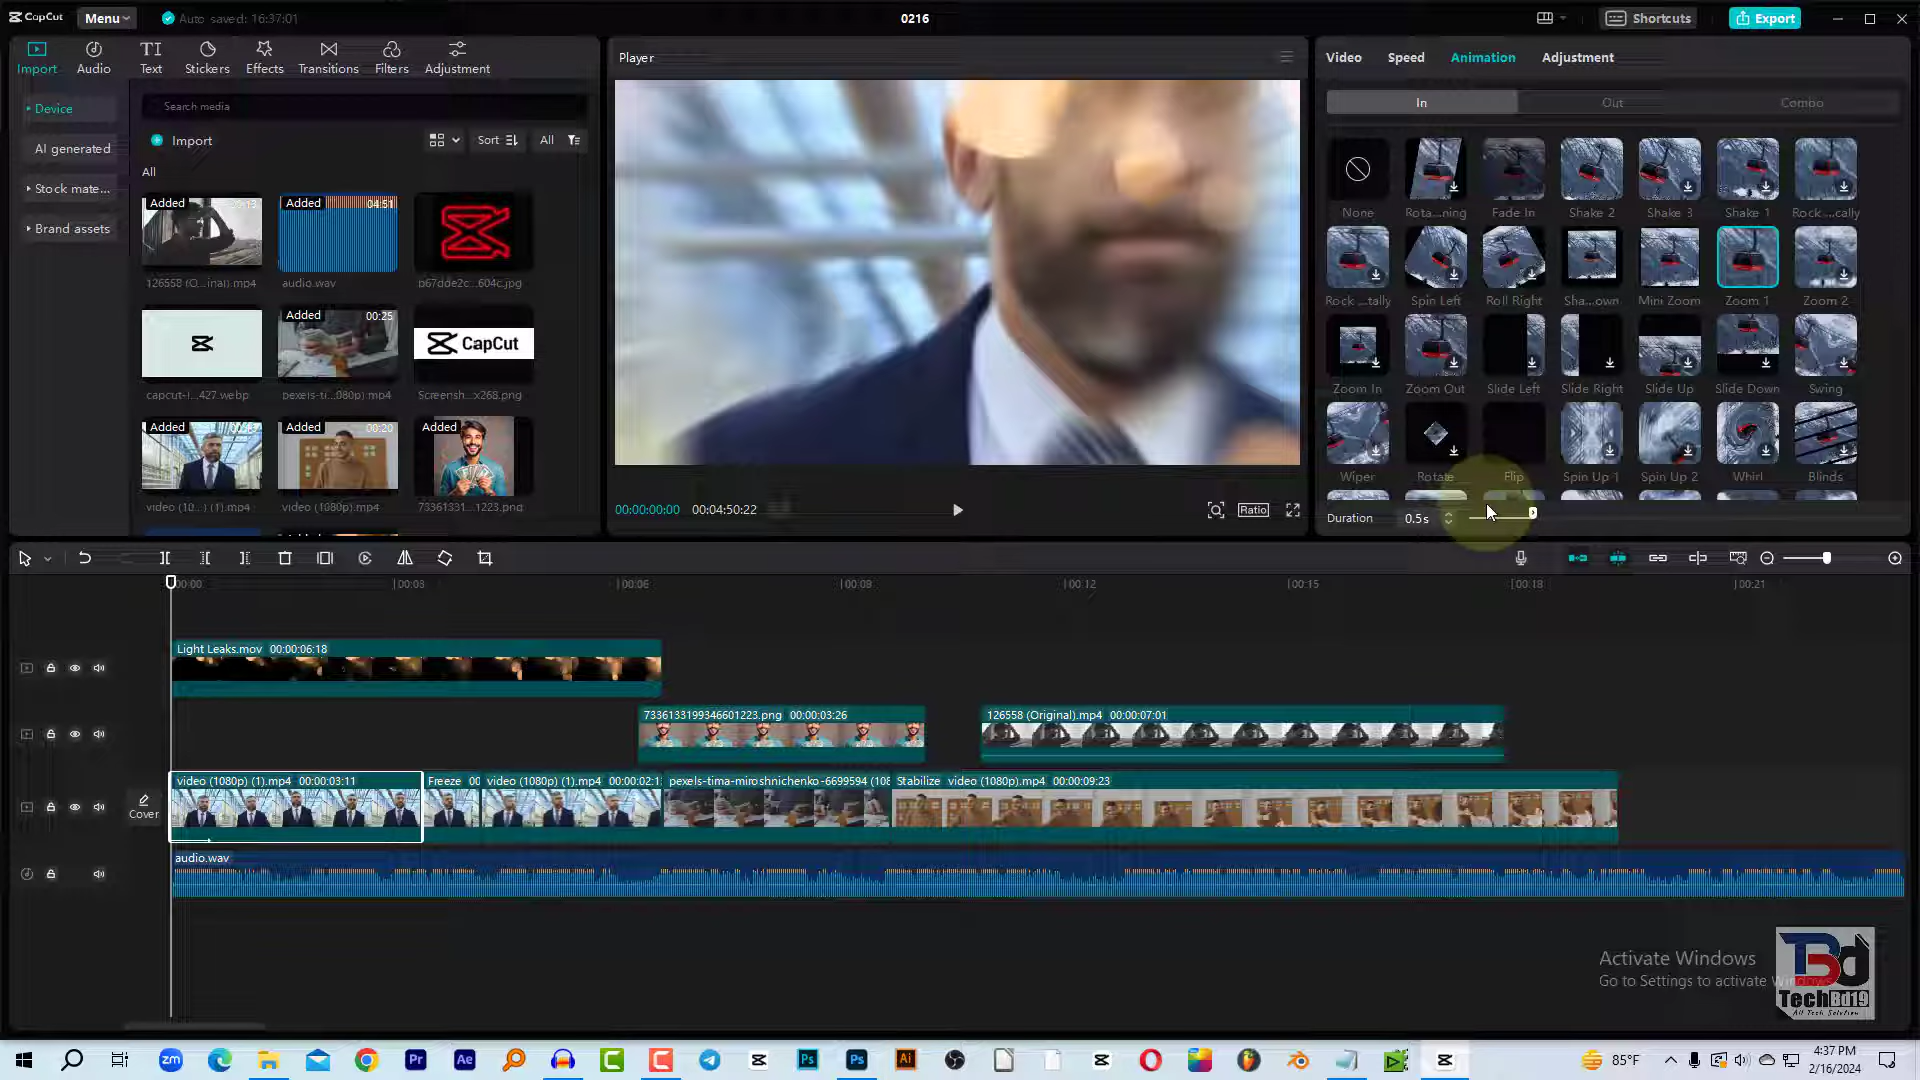 CapCut
Menu
Auto saved: 16:37:01
0216
Shortcuts
Export
Import
Audio
Text
Stickers
Effects
Transitions
Filters
Adjustment
Device
AI generated
Stock mate...
Brand assets
Search media
Import
Sort
All
All
Added
Added 04:51
126558 (O...inal).mp4
audio.wav
p67dde2c...604c.jpg
Added 00:25
CapCut
capcut-l...427.webp
pexels-ti...080p).mp4
Screensh...x268.png
Added
Added 00:20
Added
video (10...) (1).mp4
video (1080p).mp4
73361331...1223.png
Player
00:00:00:00
00:04:50:22
Ratio
Video
Speed
Animation
Adjustment
In
Out
Combo
None
Rota...ning
Fade In
Shake 2
Shake 3
Shake 1
Rock ...cally
Rock ...tally
Spin Left
Roll Right
Sha...own
Mini Zoom
Zoom 1
Zoom 2
Zoom In
Zoom Out
Slide Left
Slide Right
Slide Up
Slide Down
Swing
Wiper
Rotate
Flip
Spin Up 1
Spin Up 2
Whirl
Blinds
Duration
0.5s
00:00
00:03
00:06
00:09
00:12
00:15
00:18
00:21
Light Leaks.mov 00:00:06:18
7336133199346601223.png 00:00:03:26
126558 (Original).mp4 00:00:07:01
Cover
video (1080p) (1).mp4 00:00:03:11
Freeze 00
video (1080p) (1).mp4 00:00:02:1
pexels-tima-miroshnichenko-6699594 (108
Stabilize video (1080p).mp4 00:00:09:23
audio.wav
Activate Windows
Go to Settings to activate Windows
Bd
TechBd19
All Tech Solution
zm
Pr
Ae
Ps
Ps
Ai
85°F
4:37 PM
2/16/2024